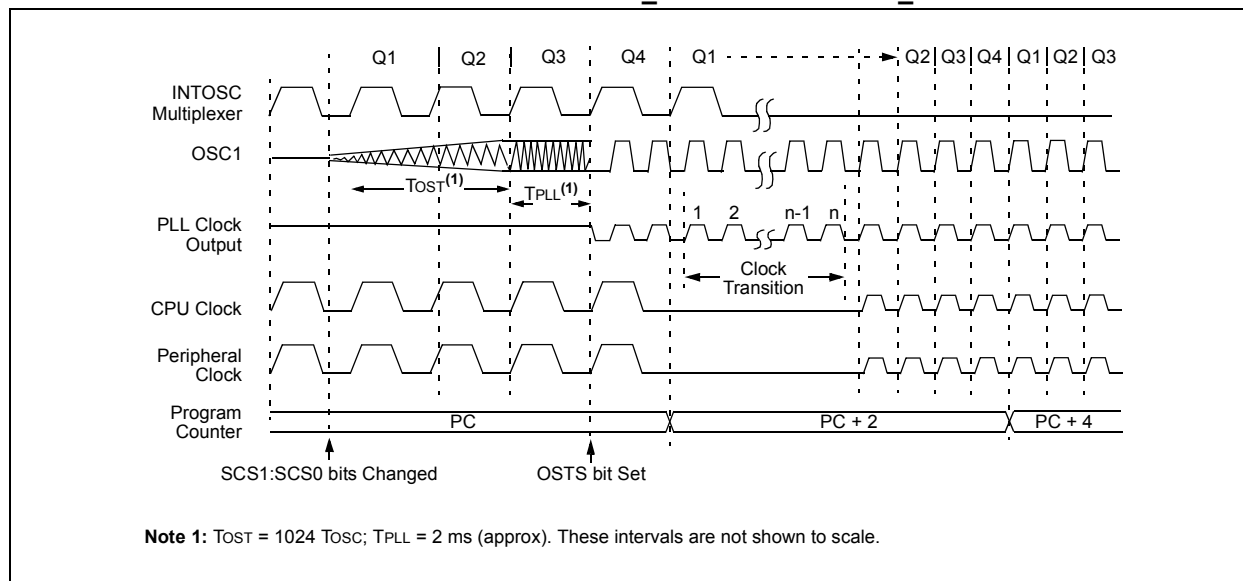 Q1 Q2 Q3 Q4 Q1 Q2 Q3 Q4 Q1 Q2 Q3
INTOSC
Multiplexer
OSC1
TOST(1)
TPLL(1)
1 2 n-1 n
PLL Clock
Output
Clock
Transition
CPU Clock
Peripheral
Clock
Program
Counter
PC PC + 2 PC + 4
SCS1:SCS0 bits Changed OSTS bit Set
Note 1: TOST = 1024 TOSC; TPLL = 2 ms (approx). These intervals are not shown to scale.